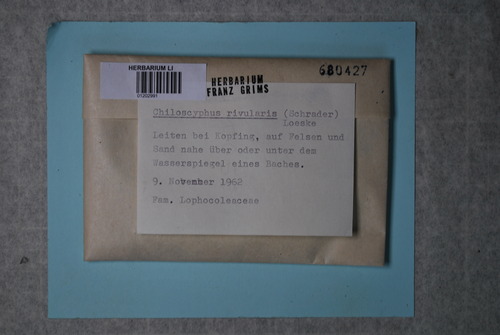 HERBARIUM LI
01202981
HERBARIUM
FRANZ GRIMS
680427
Chiloscyphus rivularis (Schrader)
Loeske
Leiten bei Kopfing, auf Felsen und
Sand nahe über oder unter dem
Wasserspiegel eines Baches.
9. November 1962
Fam. Lophocoleaceae